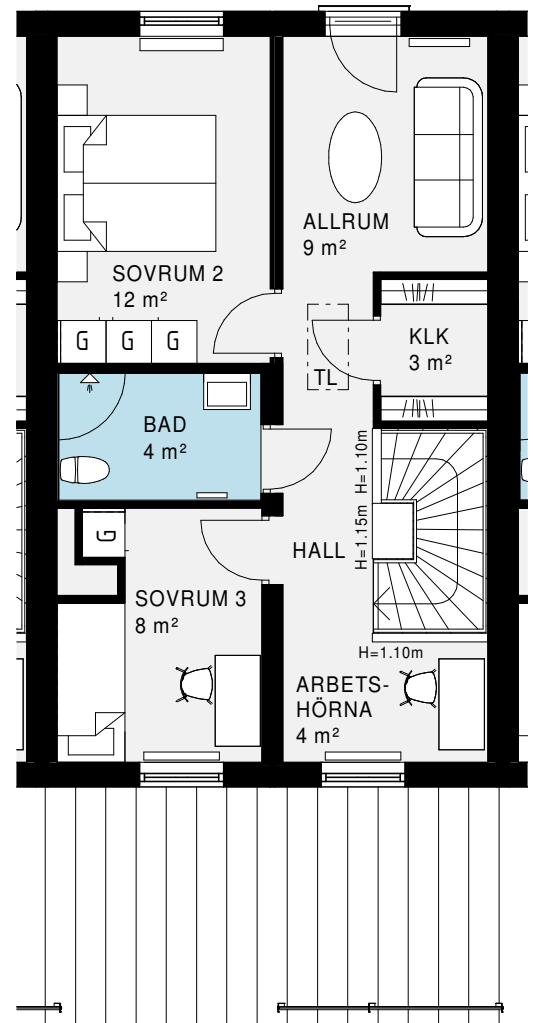 ALLRUM
9 m²
SOVRUM 2
12 m²
G G G
TL
KLK
3 m²
BAD
4 m²
H=1.10m
H=1.15m
G
HALL
SOVRUM 3
8 m²
H=1.10m
ARBETS-
HÖRNA
4 m²